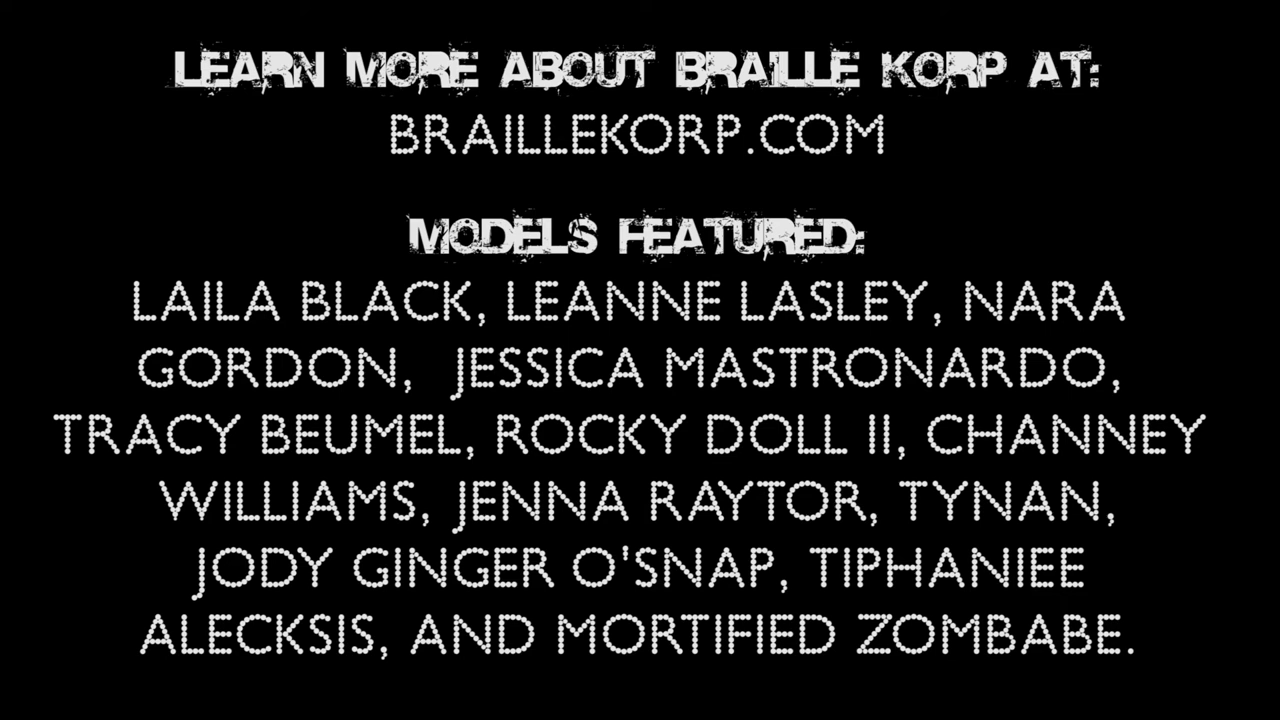 LEARN MORE ABOUT BRAILLE KORP AT:
BRAILLEKORP.COM
MODELS FEATURED:
LAILA BLACK, LEANNE LASLEY, NARA
GORDON, JESSICA MASTRONARDO,
TRACY BEUMEL, ROCKY DOLL II, CHANNEY
WILLIAMS, JENNA RAYTOR, TYNAN,
JODY GINGER O'SNAP, TIPHANIEE
ALECKSIS, AND MORTIFIED ZOMBABE.